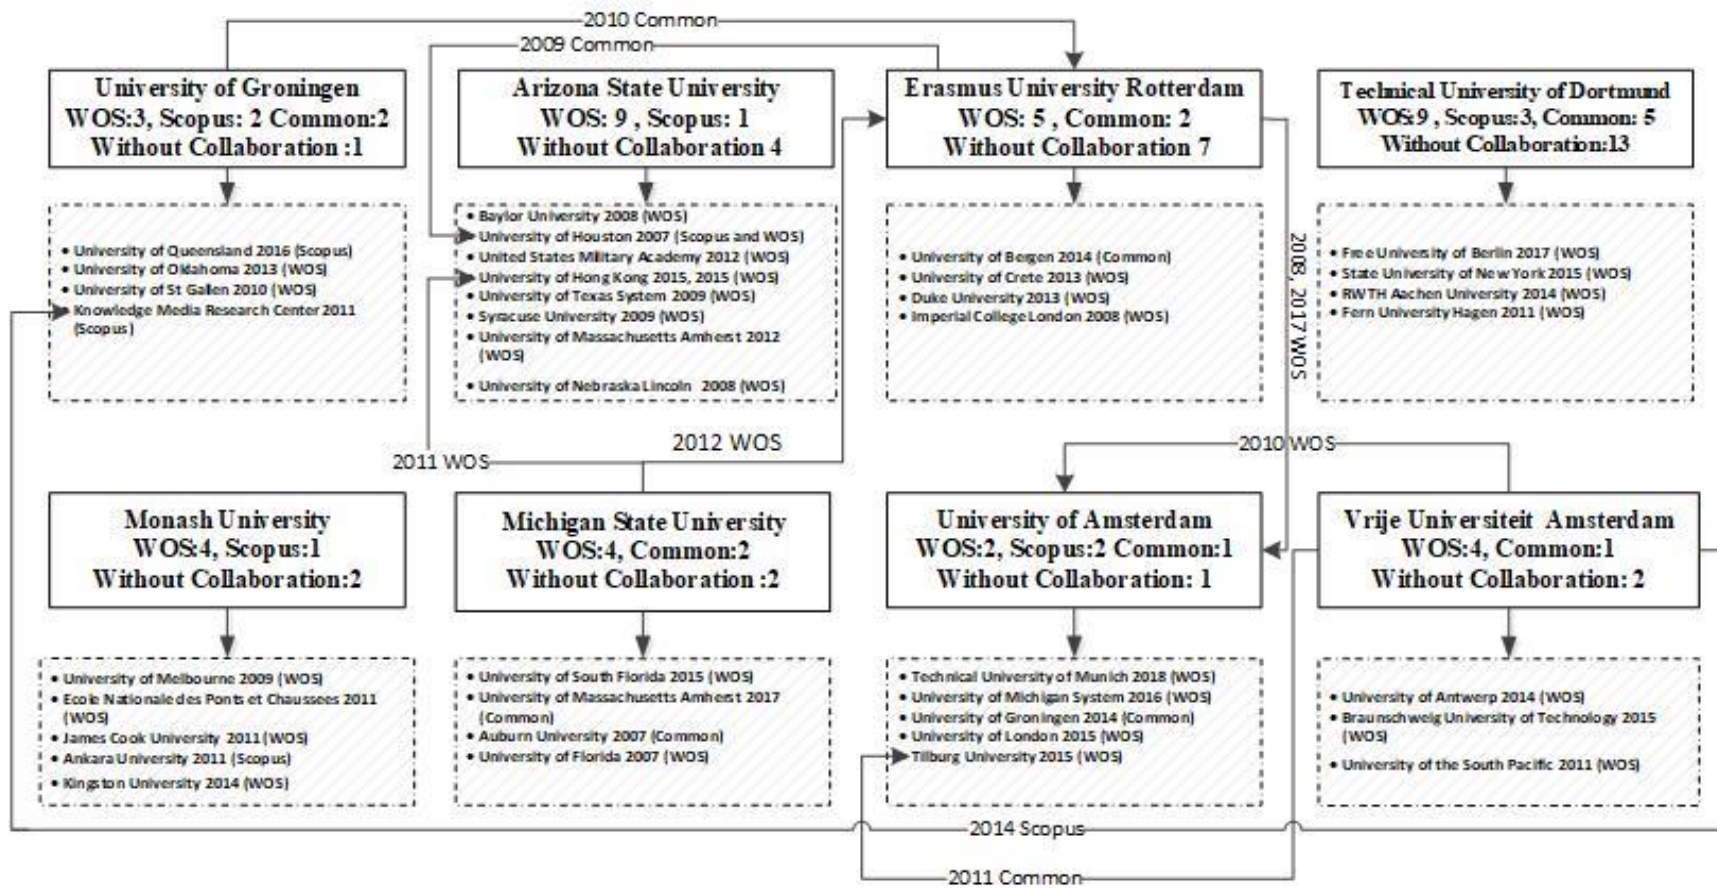 2010 Common
2009 Common
University of Groningen
WOS:3, Scopus: 2 Common:2
Without Collaboration :1
Arizona State University
WOS: 9 , Scopus: 1
Without Collaboration 4
Erasmus University Rotterdam
WOS: 5 , Common: 2
Without Collaboration 7
Technical University of Dortmund
WOS:9 , Scopus:3, Common: 5
Without Collaboration:13
• University of Queensland 2016 (Scopus)
• University of Oklahoma 2013 (WOS)
• University of St Gallen 2010 (WOS)
• Knowledge Media Research Center 2011
(Scopus)
• Baylor University 2008 (WOS)
• University of Houston 2007 (Scopus and WOS)
• United States Military Academy 2012 (WOS)
• University of Hong Kong 2015, 2015 (WOS)
• University of Texas System 2009 (WOS)
• Syracuse University 2009 (WOS)
• University of Massachusetts Amherst 2012
(WOS)
• University of Nebraska Lincoln 2008 (WOS)
• University of Bergen 2014 (Common)
• University of Crete 2013 (WOS)
• Duke University 2013 (WOS)
• Imperial College London 2008 (WOS)
2008, 2017 WOS
• Free University of Berlin 2017 (WOS)
• State University of New York 2015 (WOS)
• RWTH Aachen University 2014 (WOS)
• Fern University Hagen 2011 (WOS)
2011 WOS
2012 WOS
2010 WOS
Monash University
WOS:4, Scopus:1
Without Collaboration:2
Michigan State University
WOS:4, Common:2
Without Collaboration :2
University of Amsterdam
WOS:2, Scopus:2 Common:1
Without Collaboration: 1
Vrije Universiteit Amsterdam
WOS:4, Common:1
Without Collaboration: 2
• University of Melbourne 2009 (WOS)
• Ecole Nationale des Ponts et Chaussees 2011
(WOS)
• James Cook University 2011 (WOS)
• Ankara University 2011 (Scopus)
• Kingston University 2014 (WOS)
• University of South Florida 2015 (WOS)
• University of Massachusetts Amherst 2017
(Common)
• Auburn University 2007 (Common)
• University of Florida 2007 (WOS)
• Technical University of Munich 2018 (WOS)
• University of Michigan System 2016 (WOS)
• University of Groningen 2014 (Common)
• University of London 2015 (WOS)
• Tilburg University 2015 (WOS)
• University of Antwerp 2014 (WOS)
• Braunschweig University of Technology 2015
(WOS)
• University of the South Pacific 2011 (WOS)
2014 Scopus
2011 Common